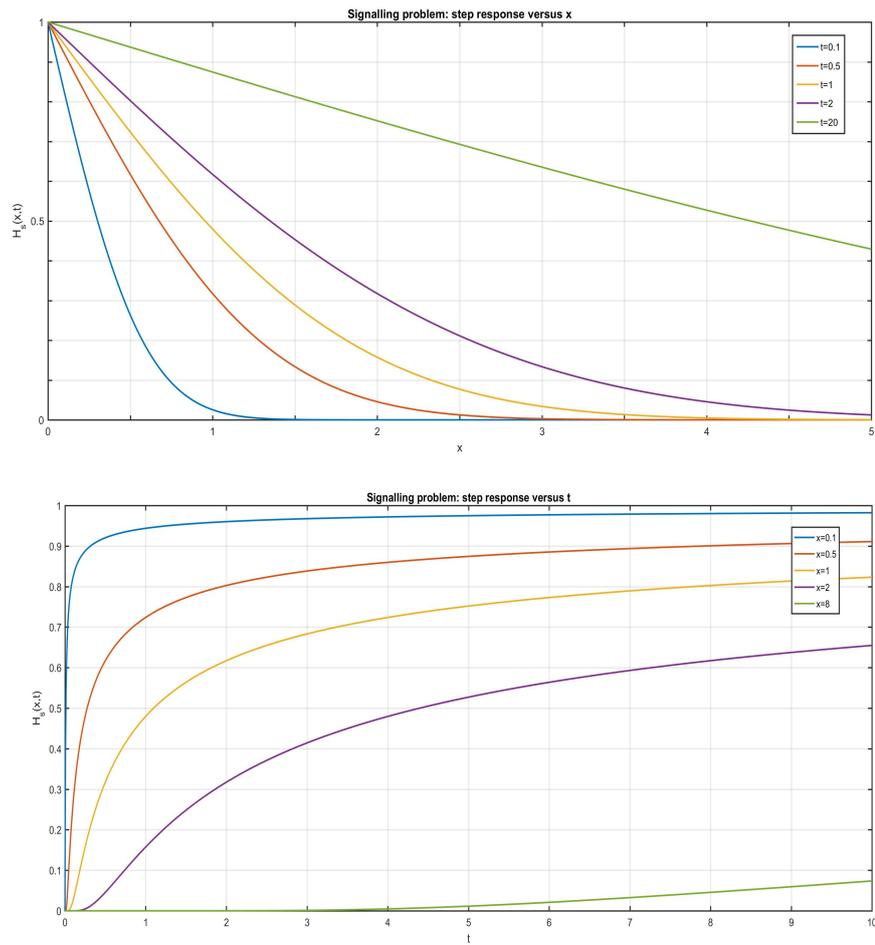 Signalling problem: step response versus x
1
t=0.1
t=0.5
t=1
t=2
t=20
H_s(x,t)
0.5
0
0 1 2 3 4 5
x
Signalling problem: step response versus t
1
0.9
x=0.1
x=0.5
x=1
x=2
x=8
0.8
0.7
0.6
H_s(x,t)
0.5
0.4
0.3
0.2
0.1
0
0 1 2 3 4 5 6 7 8 9 10
t